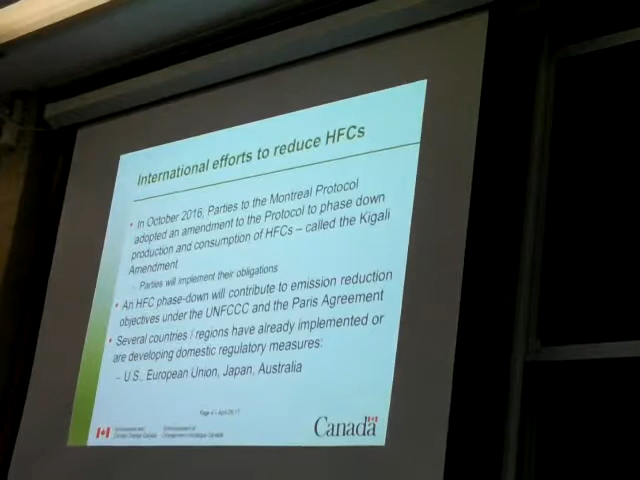 International efforts to reduce HFCs
• In October 2016, Parties to the Montreal Protocol
adopted an amendment to the Protocol to phase down
production and consumption of HFCs – called the Kigali
Amendment
– Parties will implement their obligations
• An HFC phase-down will contribute to emission reduction
objectives under the UNFCCC and the Paris Agreement
• Several countries / regions have already implemented or
are developing domestic regulatory measures:
– U.S., European Union, Japan, Australia
Canada